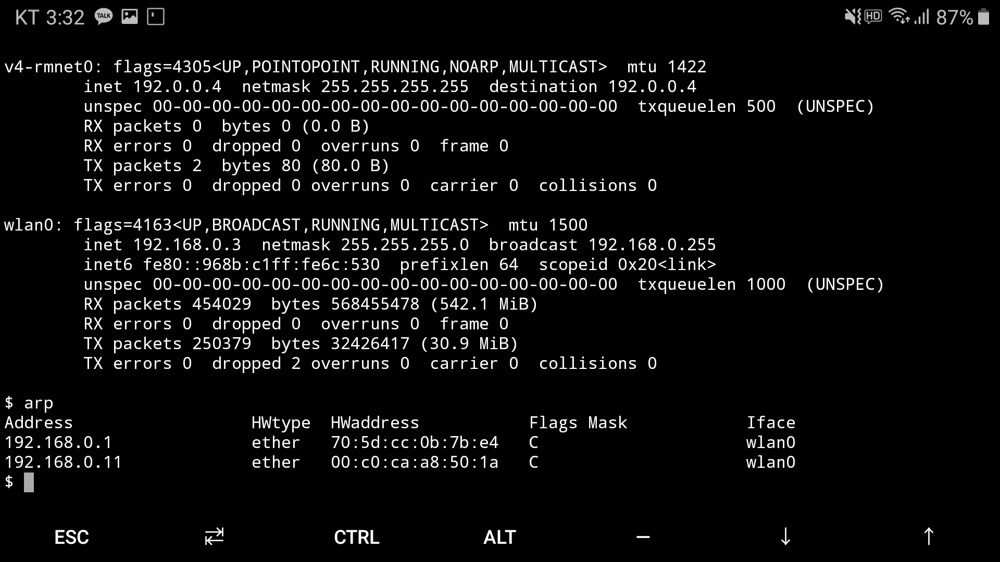 KT 3:32 TALK HD 87%
v4-rmnet0: flags=4305<UP,POINTOPOINT,RUNNING,NOARP,MULTICAST>  mtu 1422
        inet 192.0.0.4  netmask 255.255.255.255  destination 192.0.0.4
        unspec 00-00-00-00-00-00-00-00-00-00-00-00-00-00-00-00  txqueuelen 500  (UNSPEC)
        RX packets 0  bytes 0 (0.0 B)
        RX errors 0  dropped 0  overruns 0  frame 0
        TX packets 2  bytes 80 (80.0 B)
        TX errors 0  dropped 0 overruns 0  carrier 0  collisions 0
wlan0: flags=4163<UP,BROADCAST,RUNNING,MULTICAST>  mtu 1500
        inet 192.168.0.3  netmask 255.255.255.0  broadcast 192.168.0.255
        inet6 fe80::968b:c1ff:fe6c:530  prefixlen 64  scopeid 0x20<link>
        unspec 00-00-00-00-00-00-00-00-00-00-00-00-00-00-00-00  txqueuelen 1000  (UNSPEC)
        RX packets 454029  bytes 568455478 (542.1 MiB)
        RX errors 0  dropped 0  overruns 0  frame 0
        TX packets 250379  bytes 32426417 (30.9 MiB)
        TX errors 0  dropped 2 overruns 0  carrier 0  collisions 0
$ arp
Address                  HWtype  HWaddress           Flags Mask            Iface
192.168.0.1              ether   70:5d:cc:0b:7b:e4   C                     wlan0
192.168.0.11             ether   00:c0:ca:a8:50:1a   C                     wlan0
$
ESC ⇄ CTRL ALT — ↓ ↑